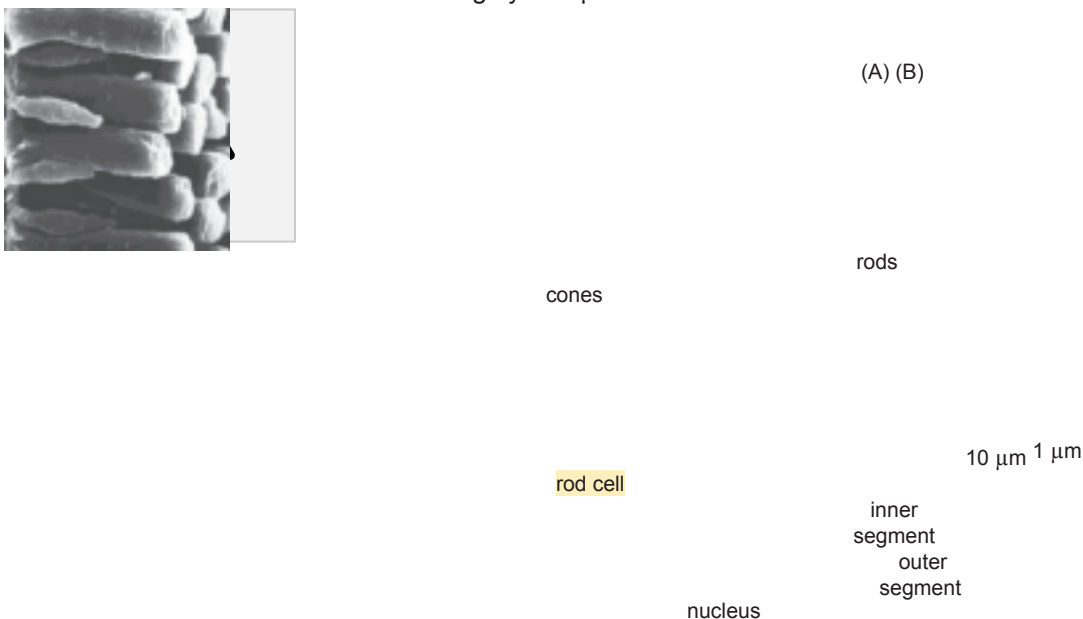 (A) (B)
rods
cones
10 μm 1 μm
rod cell
inner
segment
outer
segment
nucleus